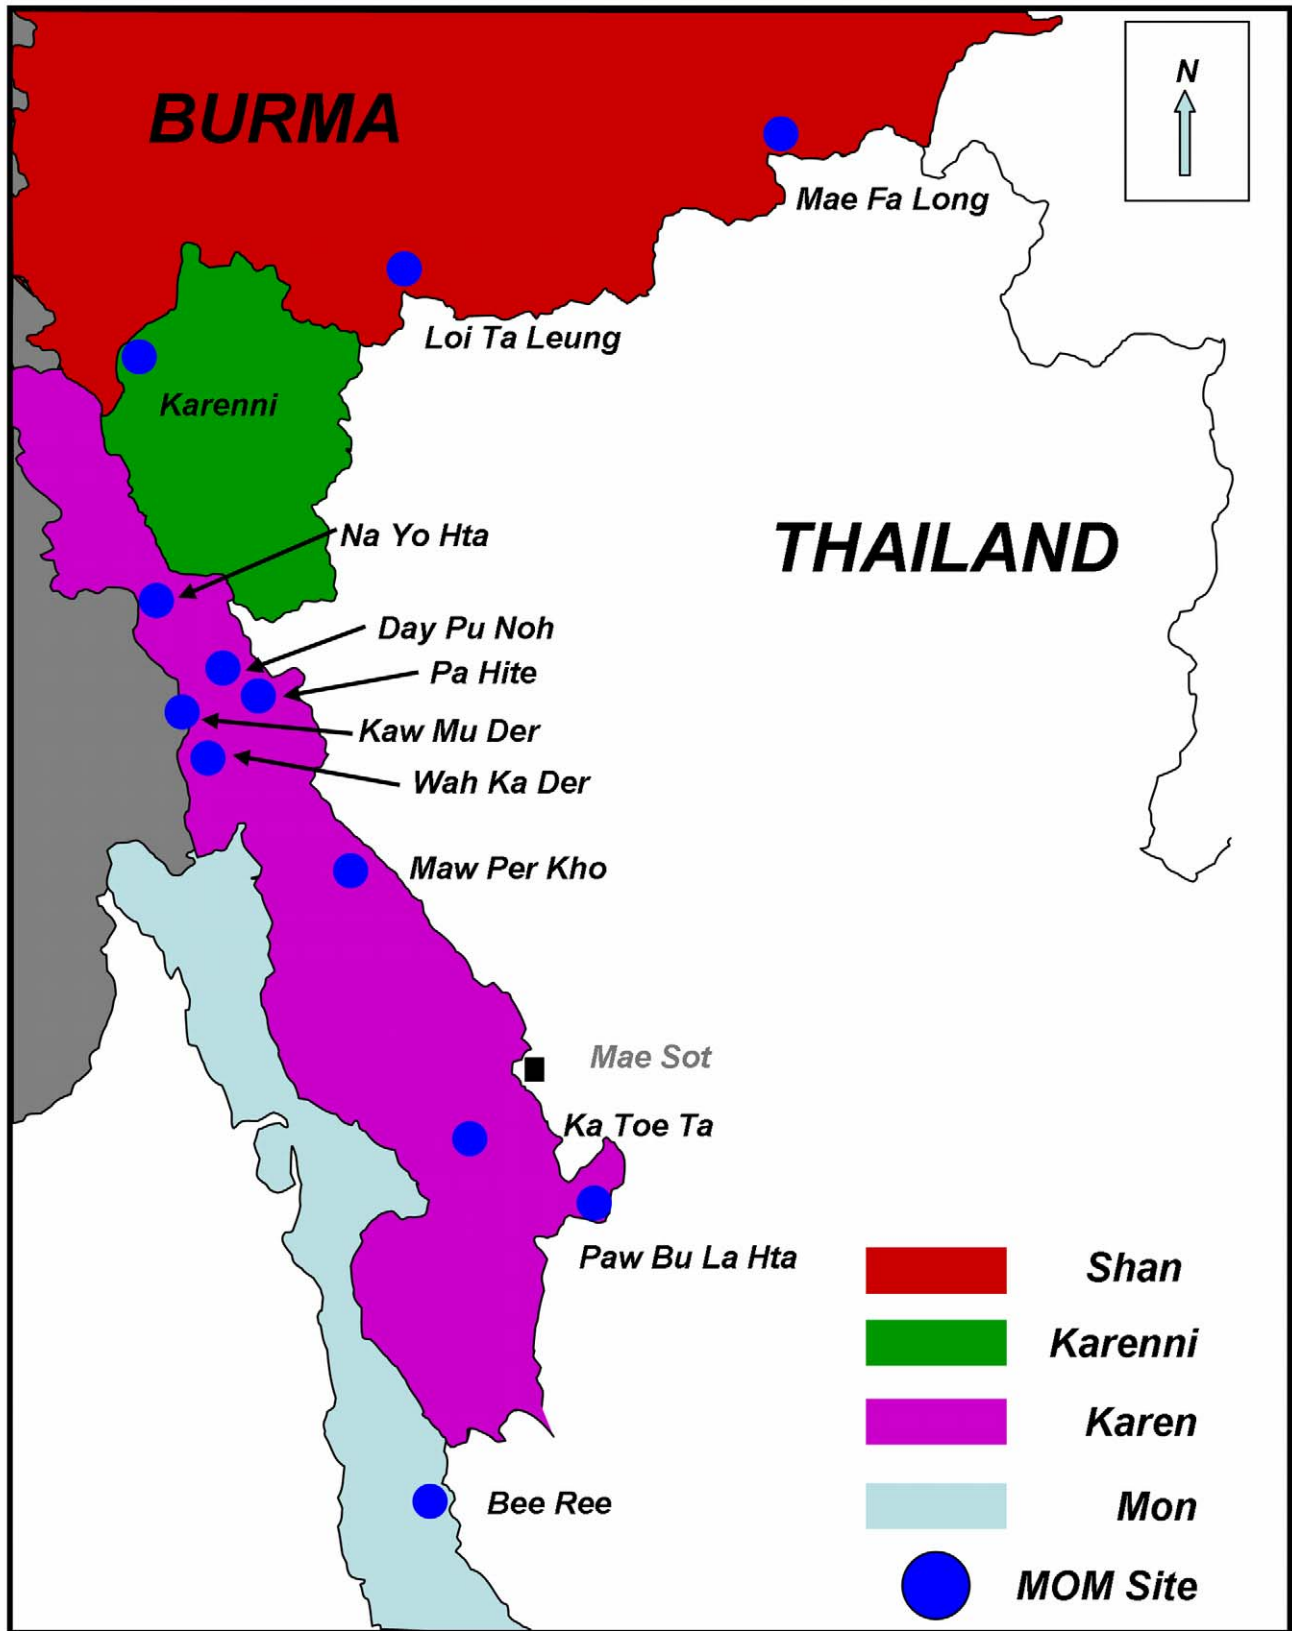 BURMA
N
Mae Fa Long
Loi Ta Leung
Karenni
Na Yo Hta
THAILAND
Day Pu Noh
Pa Hite
Kaw Mu Der
Wah Ka Der
Maw Per Kho
Mae Sot
Ka Toe Ta
Paw Bu La Hta
Shan
Karenni
Karen
Bee Ree
Mon
MOM Site